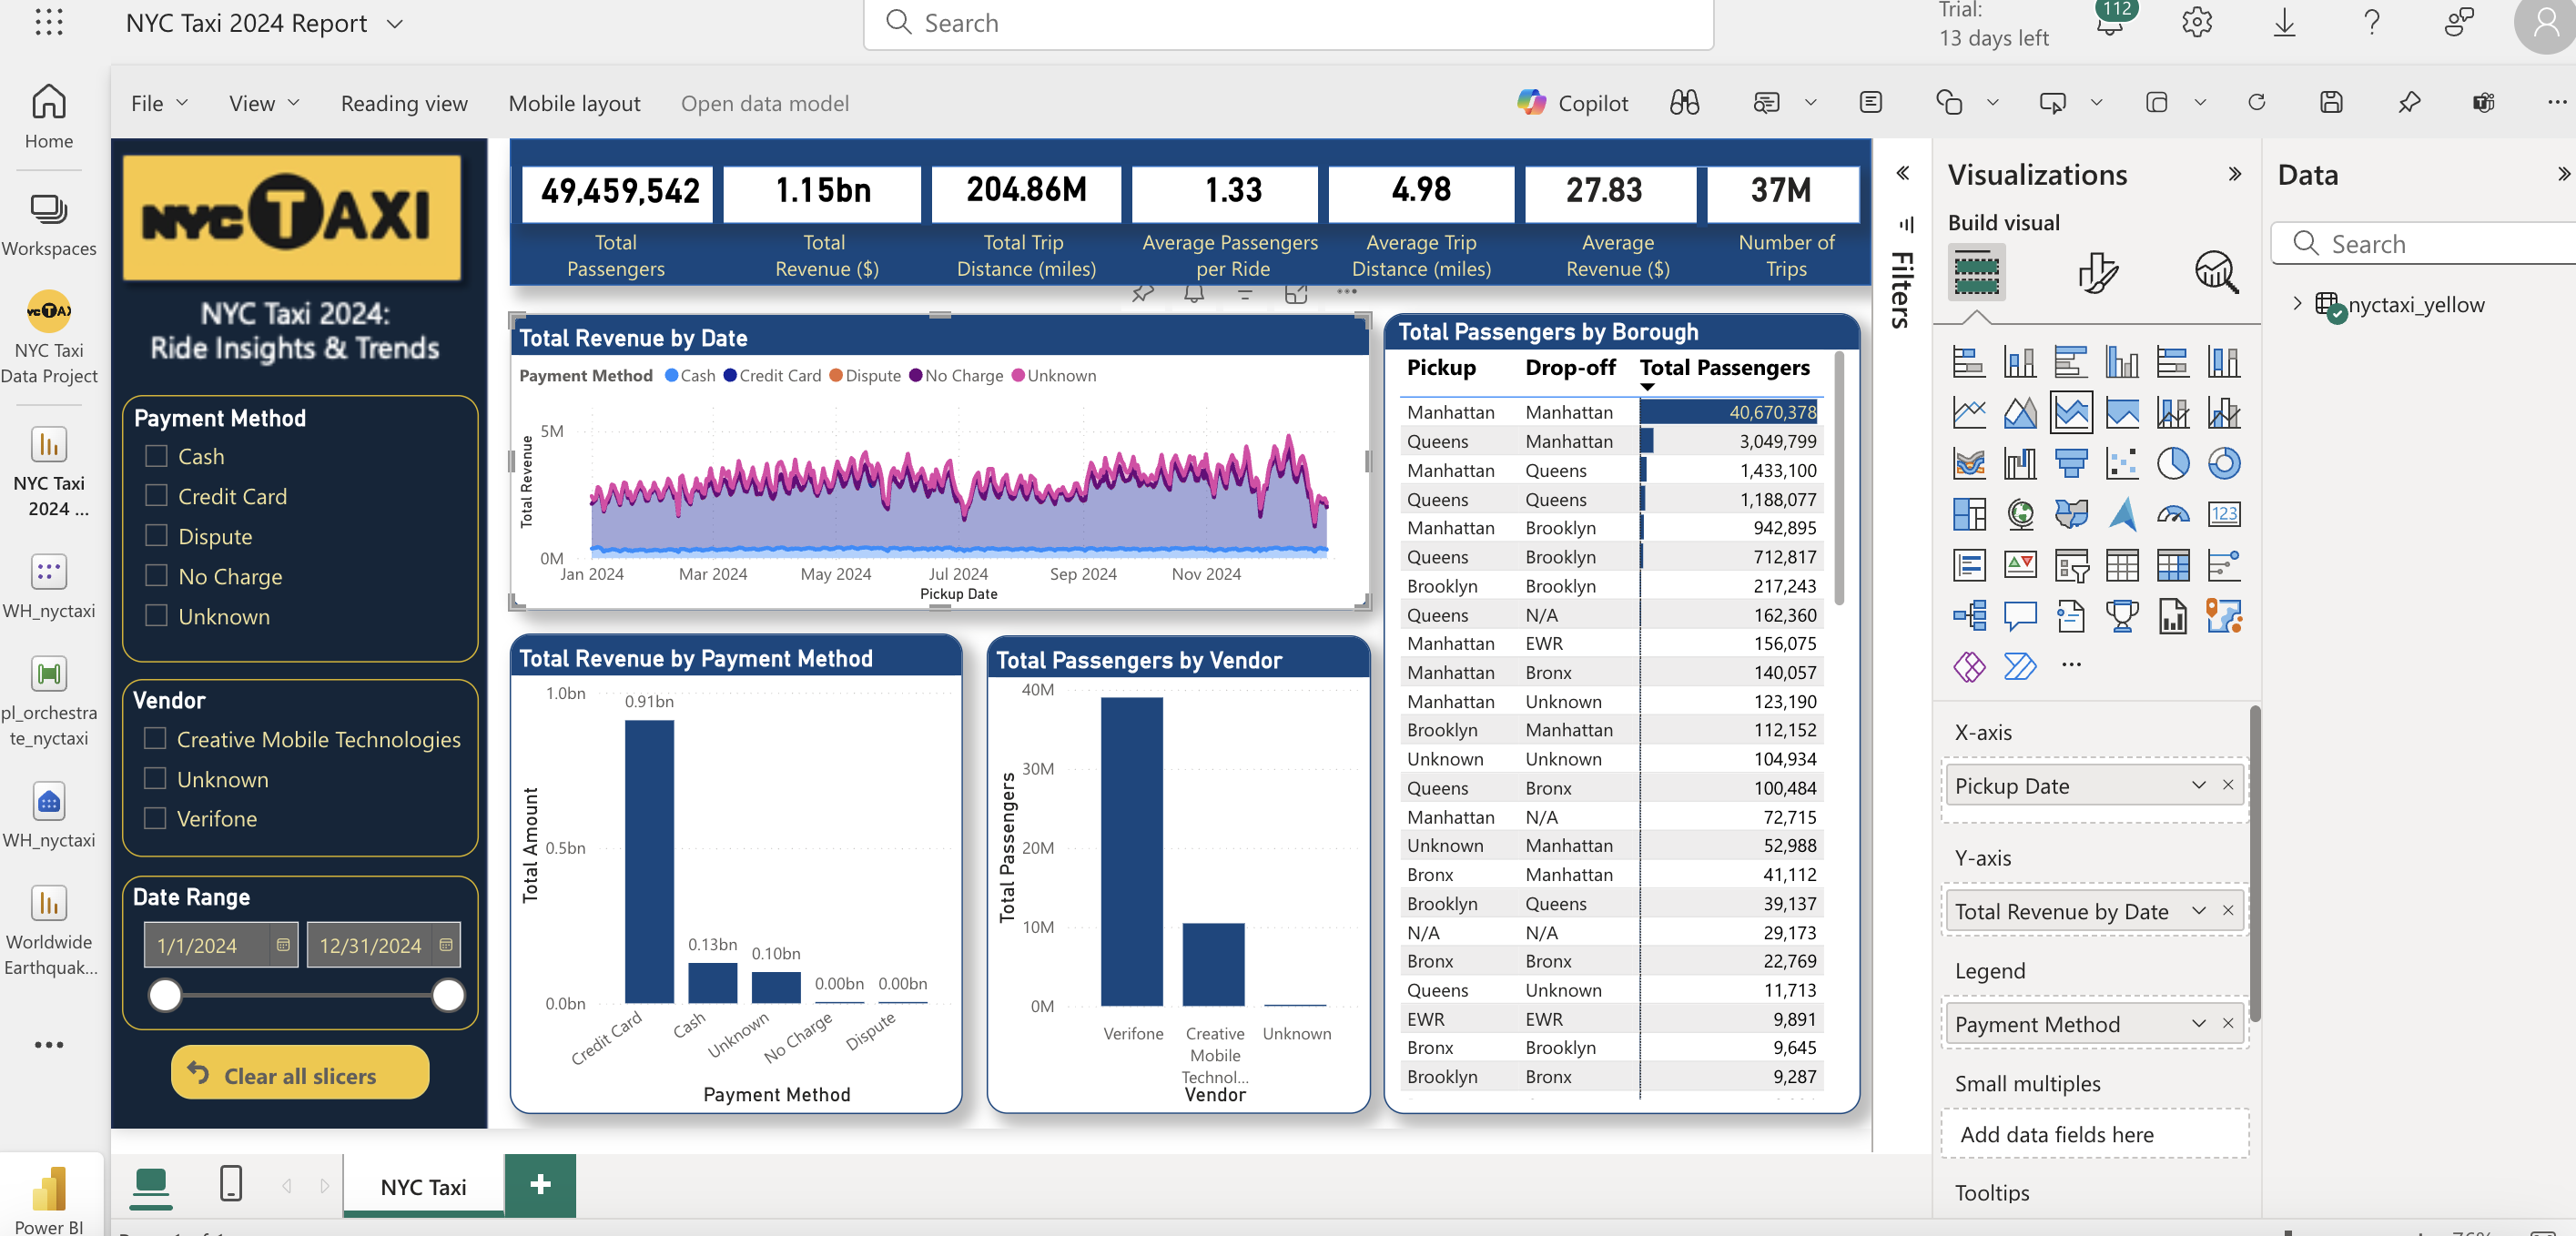 NYC Taxi 2024 Report
Search
Trial:
13 days left
112
Home
Workspaces
NYC TAXI
NYC Taxi
Data Project
NYC Taxi
2024 ...
WH_nyctaxi
pl_orchestra
te_nyctaxi
WH_nyctaxi
Worldwide
Earthquak...
Power BI
File
View
Reading view
Mobile layout
Open data model
Copilot
NYC TAXI
NYC Taxi 2024:
Ride Insights & Trends
Payment Method
Cash
Credit Card
Dispute
No Charge
Unknown
Vendor
Creative Mobile Technologies
Unknown
Verifone
Date Range
1/1/2024
12/31/2024
Clear all slicers
49,459,542
Total
Passengers
1.15bn
Total
Revenue ($)
204.86M
Total Trip
Distance (miles)
1.33
Average Passengers
per Ride
4.98
Average Trip
Distance (miles)
27.83
Average
Revenue ($)
37M
Number of
Trips
Total Revenue by Date
Payment Method Cash Credit Card Dispute No Charge Unknown
Total Revenue
5M
0M
Jan 2024 Mar 2024 May 2024 Jul 2024 Sep 2024 Nov 2024
Pickup Date
Total Revenue by Payment Method
Total Amount
1.0bn
0.5bn
0.0bn
0.91bn
0.13bn
0.10bn
0.00bn
0.00bn
Credit Card
Cash
Unknown
No Charge
Dispute
Payment Method
Total Passengers by Vendor
Total Passengers
40M
30M
20M
10M
0M
Verifone
Creative
Mobile
Technol...
Unknown
Vendor
Total Passengers by Borough
Pickup Drop-off Total Passengers
Manhattan Manhattan 40,670,378
Queens Manhattan 3,049,799
Manhattan Queens 1,433,100
Queens Queens 1,188,077
Manhattan Brooklyn 942,895
Queens Brooklyn 712,817
Brooklyn Brooklyn 217,243
Queens N/A 162,360
Manhattan EWR 156,075
Manhattan Bronx 140,057
Manhattan Unknown 123,190
Brooklyn Manhattan 112,152
Unknown Unknown 104,934
Queens Bronx 100,484
Manhattan N/A 72,715
Unknown Manhattan 52,988
Bronx Manhattan 41,112
Brooklyn Queens 39,137
N/A N/A 29,173
Bronx Bronx 22,769
Queens Unknown 11,713
EWR EWR 9,891
Bronx Brooklyn 9,645
Brooklyn Bronx 9,287
Filters
Visualizations
Build visual
123
X-axis
Pickup Date
Y-axis
Total Revenue by Date
Legend
Payment Method
Small multiples
Add data fields here
Tooltips
Data
Search
nyctaxi_yellow
NYC Taxi